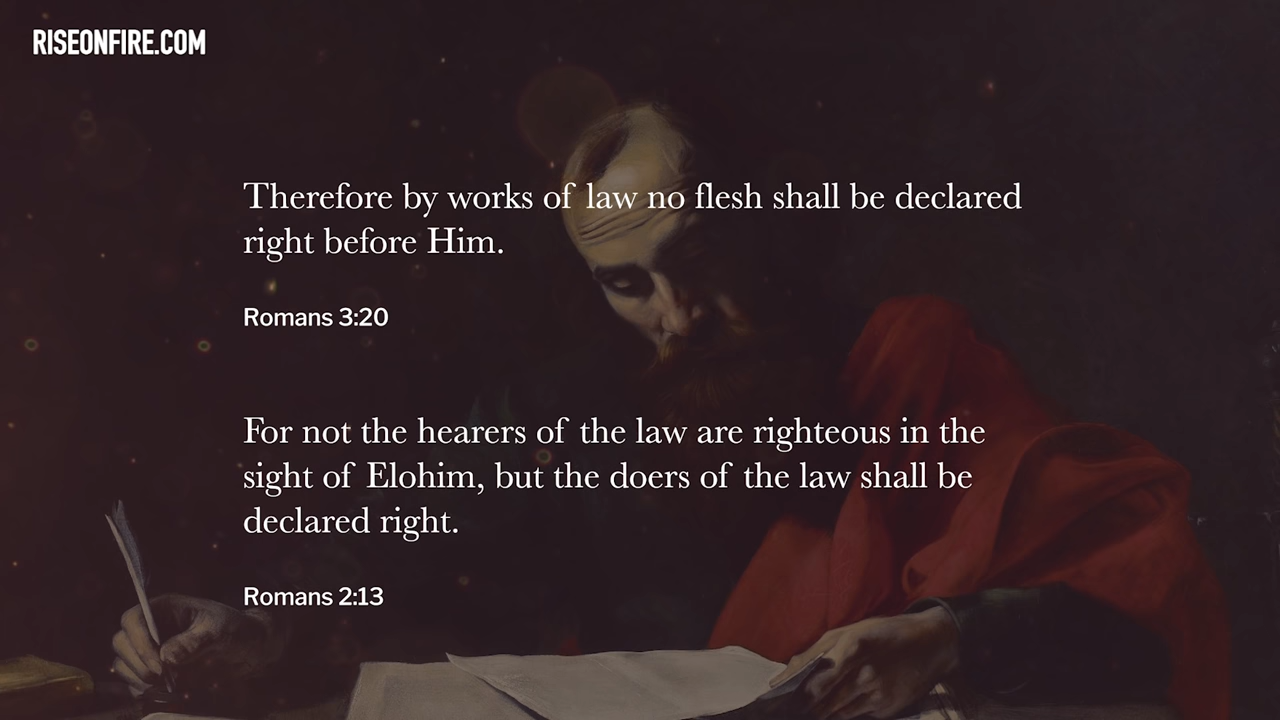 RISEONFIRE.COM
Therefore by works of law no flesh shall be declared
right before Him.
Romans 3:20
For not the hearers of the law are righteous in the
sight of Elohim, but the doers of the law shall be
declared right.
Romans 2:13